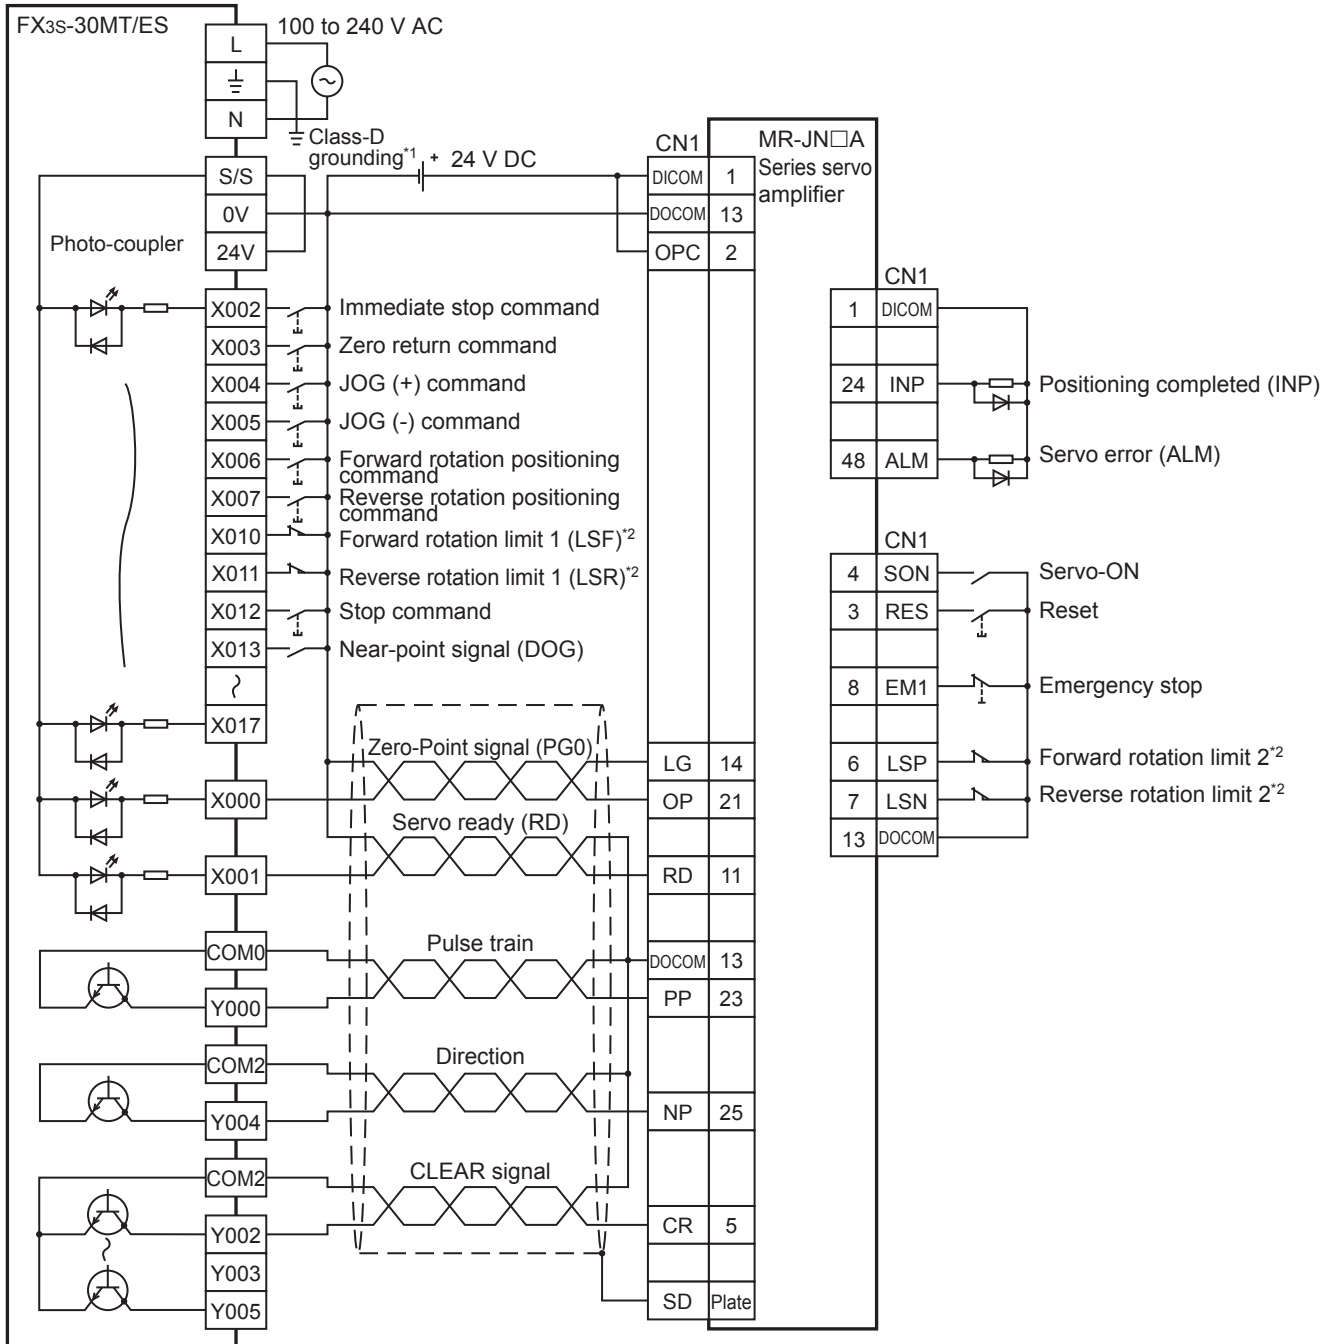 FX3S-30MT/ES
L
100 to 240 V AC
N
Class-D
grounding*1
+ 24 V DC
S/S
0V
24V
Photo-coupler
CN1
MR-JN□A
Series servo
amplifier
DICOM 1
DOCOM 13
OPC 2
X002 Immediate stop command
X003 Zero return command
X004 JOG (+) command
X005 JOG (-) command
X006 Forward rotation positioning
command
X007 Reverse rotation positioning
command
X010 Forward rotation limit 1 (LSF)*2
X011 Reverse rotation limit 1 (LSR)*2
X012 Stop command
X013 Near-point signal (DOG)
X017
Zero-Point signal (PG0)
LG 14
X000
OP 21
Servo ready (RD)
X001
RD 11
COM0
Pulse train
DOCOM 13
Y000
PP 23
COM2
Direction
Y004
NP 25
COM2
CLEAR signal
Y002
CR 5
Y003
Y005
SD Plate
CN1
1 DICOM
24 INP Positioning completed (INP)
48 ALM Servo error (ALM)
CN1
4 SON Servo-ON
3 RES Reset
8 EM1 Emergency stop
6 LSP Forward rotation limit 2*2
7 LSN Reverse rotation limit 2*2
13 DOCOM